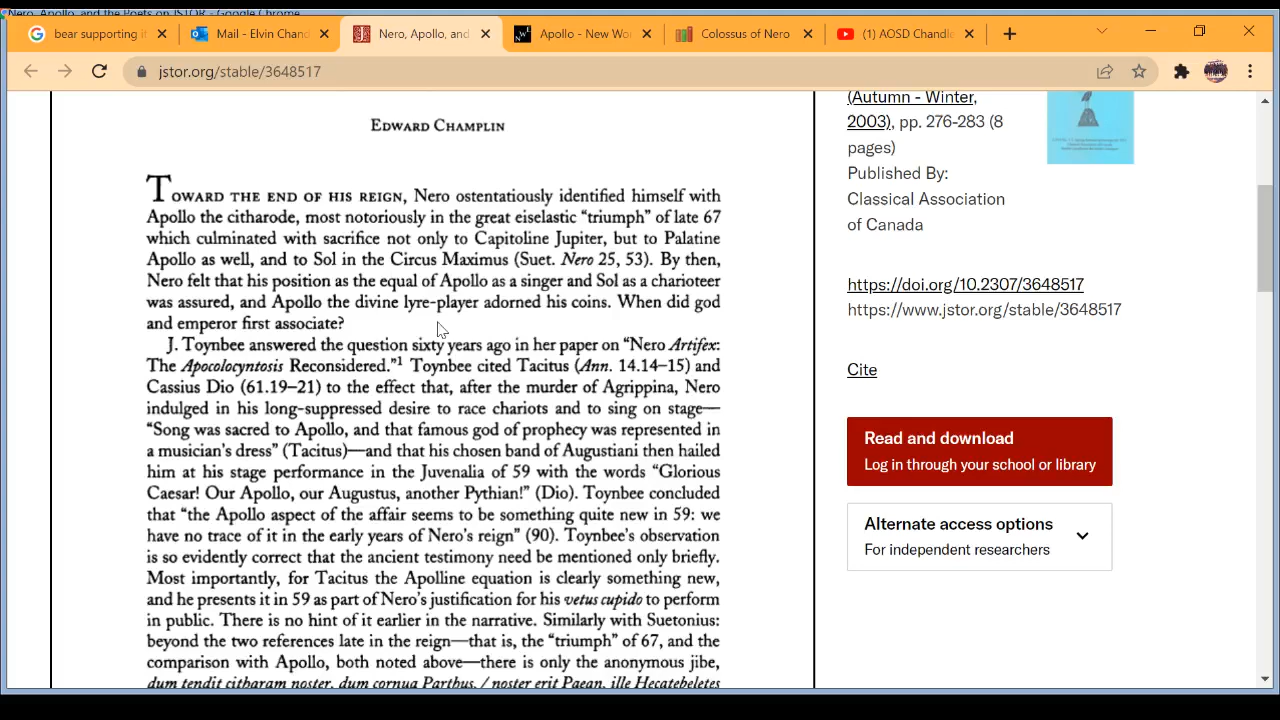 Nero, Apollo, and the Poets on JSTOR - Google Chrome
bear supporting i
Mail - Elvin Chand
Nero, Apollo, and
Apollo - New Wo
Colossus of Nero
(1) AOSD Chandle
jstor.org/stable/3648517
EDWARD CHAMPLIN
TOWARD THE END OF HIS REIGN, Nero ostentatiously identified himself with
Apollo the citharode, most notoriously in the great eiselastic “triumph” of late 67
which culminated with sacrifice not only to Capitoline Jupiter, but to Palatine
Apollo as well, and to Sol in the Circus Maximus (Suet. Nero 25, 53). By then,
Nero felt that his position as the equal of Apollo as a singer and Sol as a charioteer
was assured, and Apollo the divine lyre-player adorned his coins. When did god
and emperor first associate?
J. Toynbee answered the question sixty years ago in her paper on “Nero Artifex:
The Apocolocyntosis Reconsidered.”1 Toynbee cited Tacitus (Ann. 14.14–15) and
Cassius Dio (61.19–21) to the effect that, after the murder of Agrippina, Nero
indulged in his long-suppressed desire to race chariots and to sing on stage—
“Song was sacred to Apollo, and that famous god of prophecy was represented in
a musician’s dress” (Tacitus)—and that his chosen band of Augustiani then hailed
him at his stage performance in the Juvenalia of 59 with the words “Glorious
Caesar! Our Apollo, our Augustus, another Pythian!” (Dio). Toynbee concluded
that “the Apollo aspect of the affair seems to be something quite new in 59: we
have no trace of it in the early years of Nero’s reign” (90). Toynbee’s observation
is so evidently correct that the ancient testimony need be mentioned only briefly.
Most importantly, for Tacitus the Apolline equation is clearly something new,
and he presents it in 59 as part of Nero’s justification for his vetus cupido to perform
in public. There is no hint of it earlier in the narrative. Similarly with Suetonius:
beyond the two references late in the reign—that is, the “triumph” of 67, and the
comparison with Apollo, both noted above—there is only the anonymous jibe,
dum tendit citharam noster, dum cornua Parthus, / noster erit Paean, ille Hecatebeletes
(Autumn - Winter,
2003), pp. 276-283 (8
pages)
Published By:
Classical Association
of Canada
https://doi.org/10.2307/3648517
https://www.jstor.org/stable/3648517
Cite
Read and download
Log in through your school or library
Alternate access options
For independent researchers